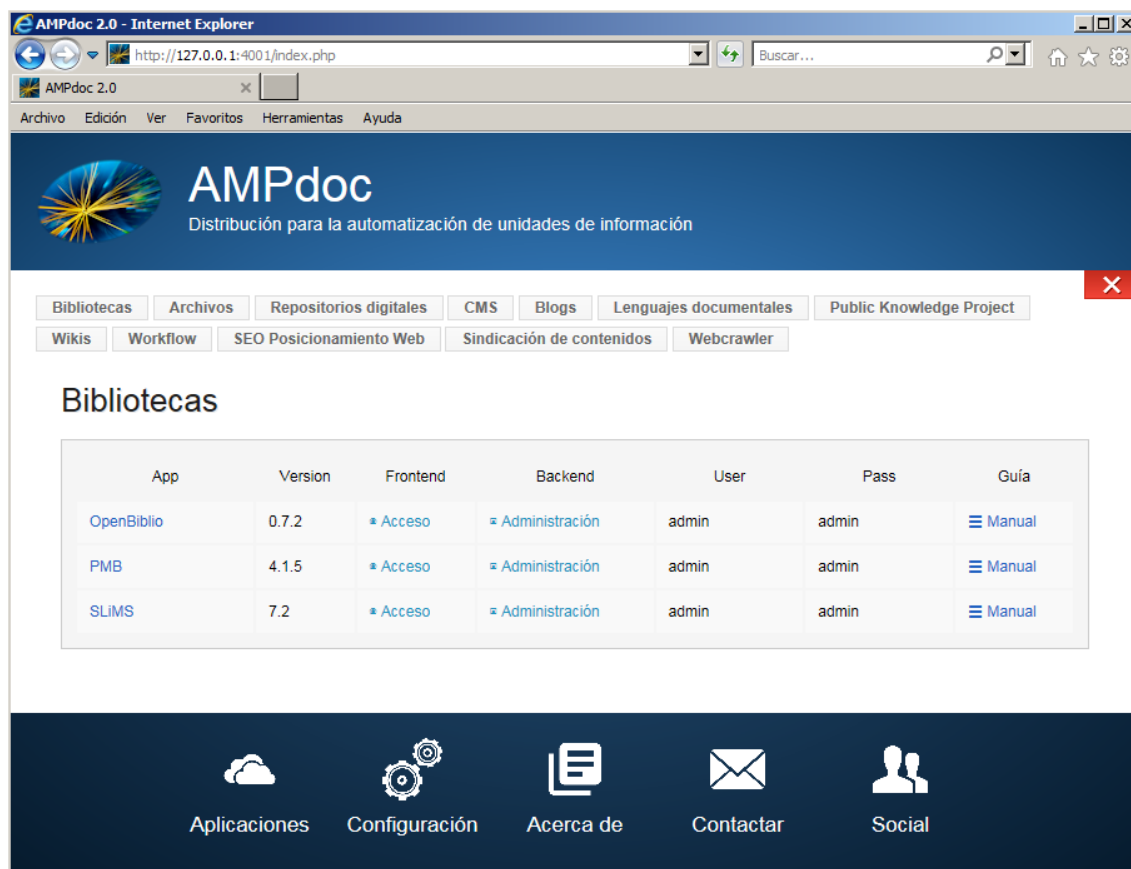 AMPdoc 2.0 - Internet Explorer
http://127.0.0.1:4001/index.php Buscar...
AMPdoc 2.0
Archivo Edición Ver Favoritos Herramientas Ayuda
AMPdoc
Distribución para la automatización de unidades de información
Bibliotecas Archivos Repositorios digitales CMS Blogs Lenguajes documentales Public Knowledge Project
Wikis Workflow SEO Posicionamiento Web Sindicación de contenidos Webcrawler
Bibliotecas
App Version Frontend Backend User Pass Guía
OpenBiblio 0.7.2 Acceso Administración admin admin Manual
PMB 4.1.5 Acceso Administración admin admin Manual
SLiMS 7.2 Acceso Administración admin admin Manual
Aplicaciones Configuración Acerca de Contactar Social